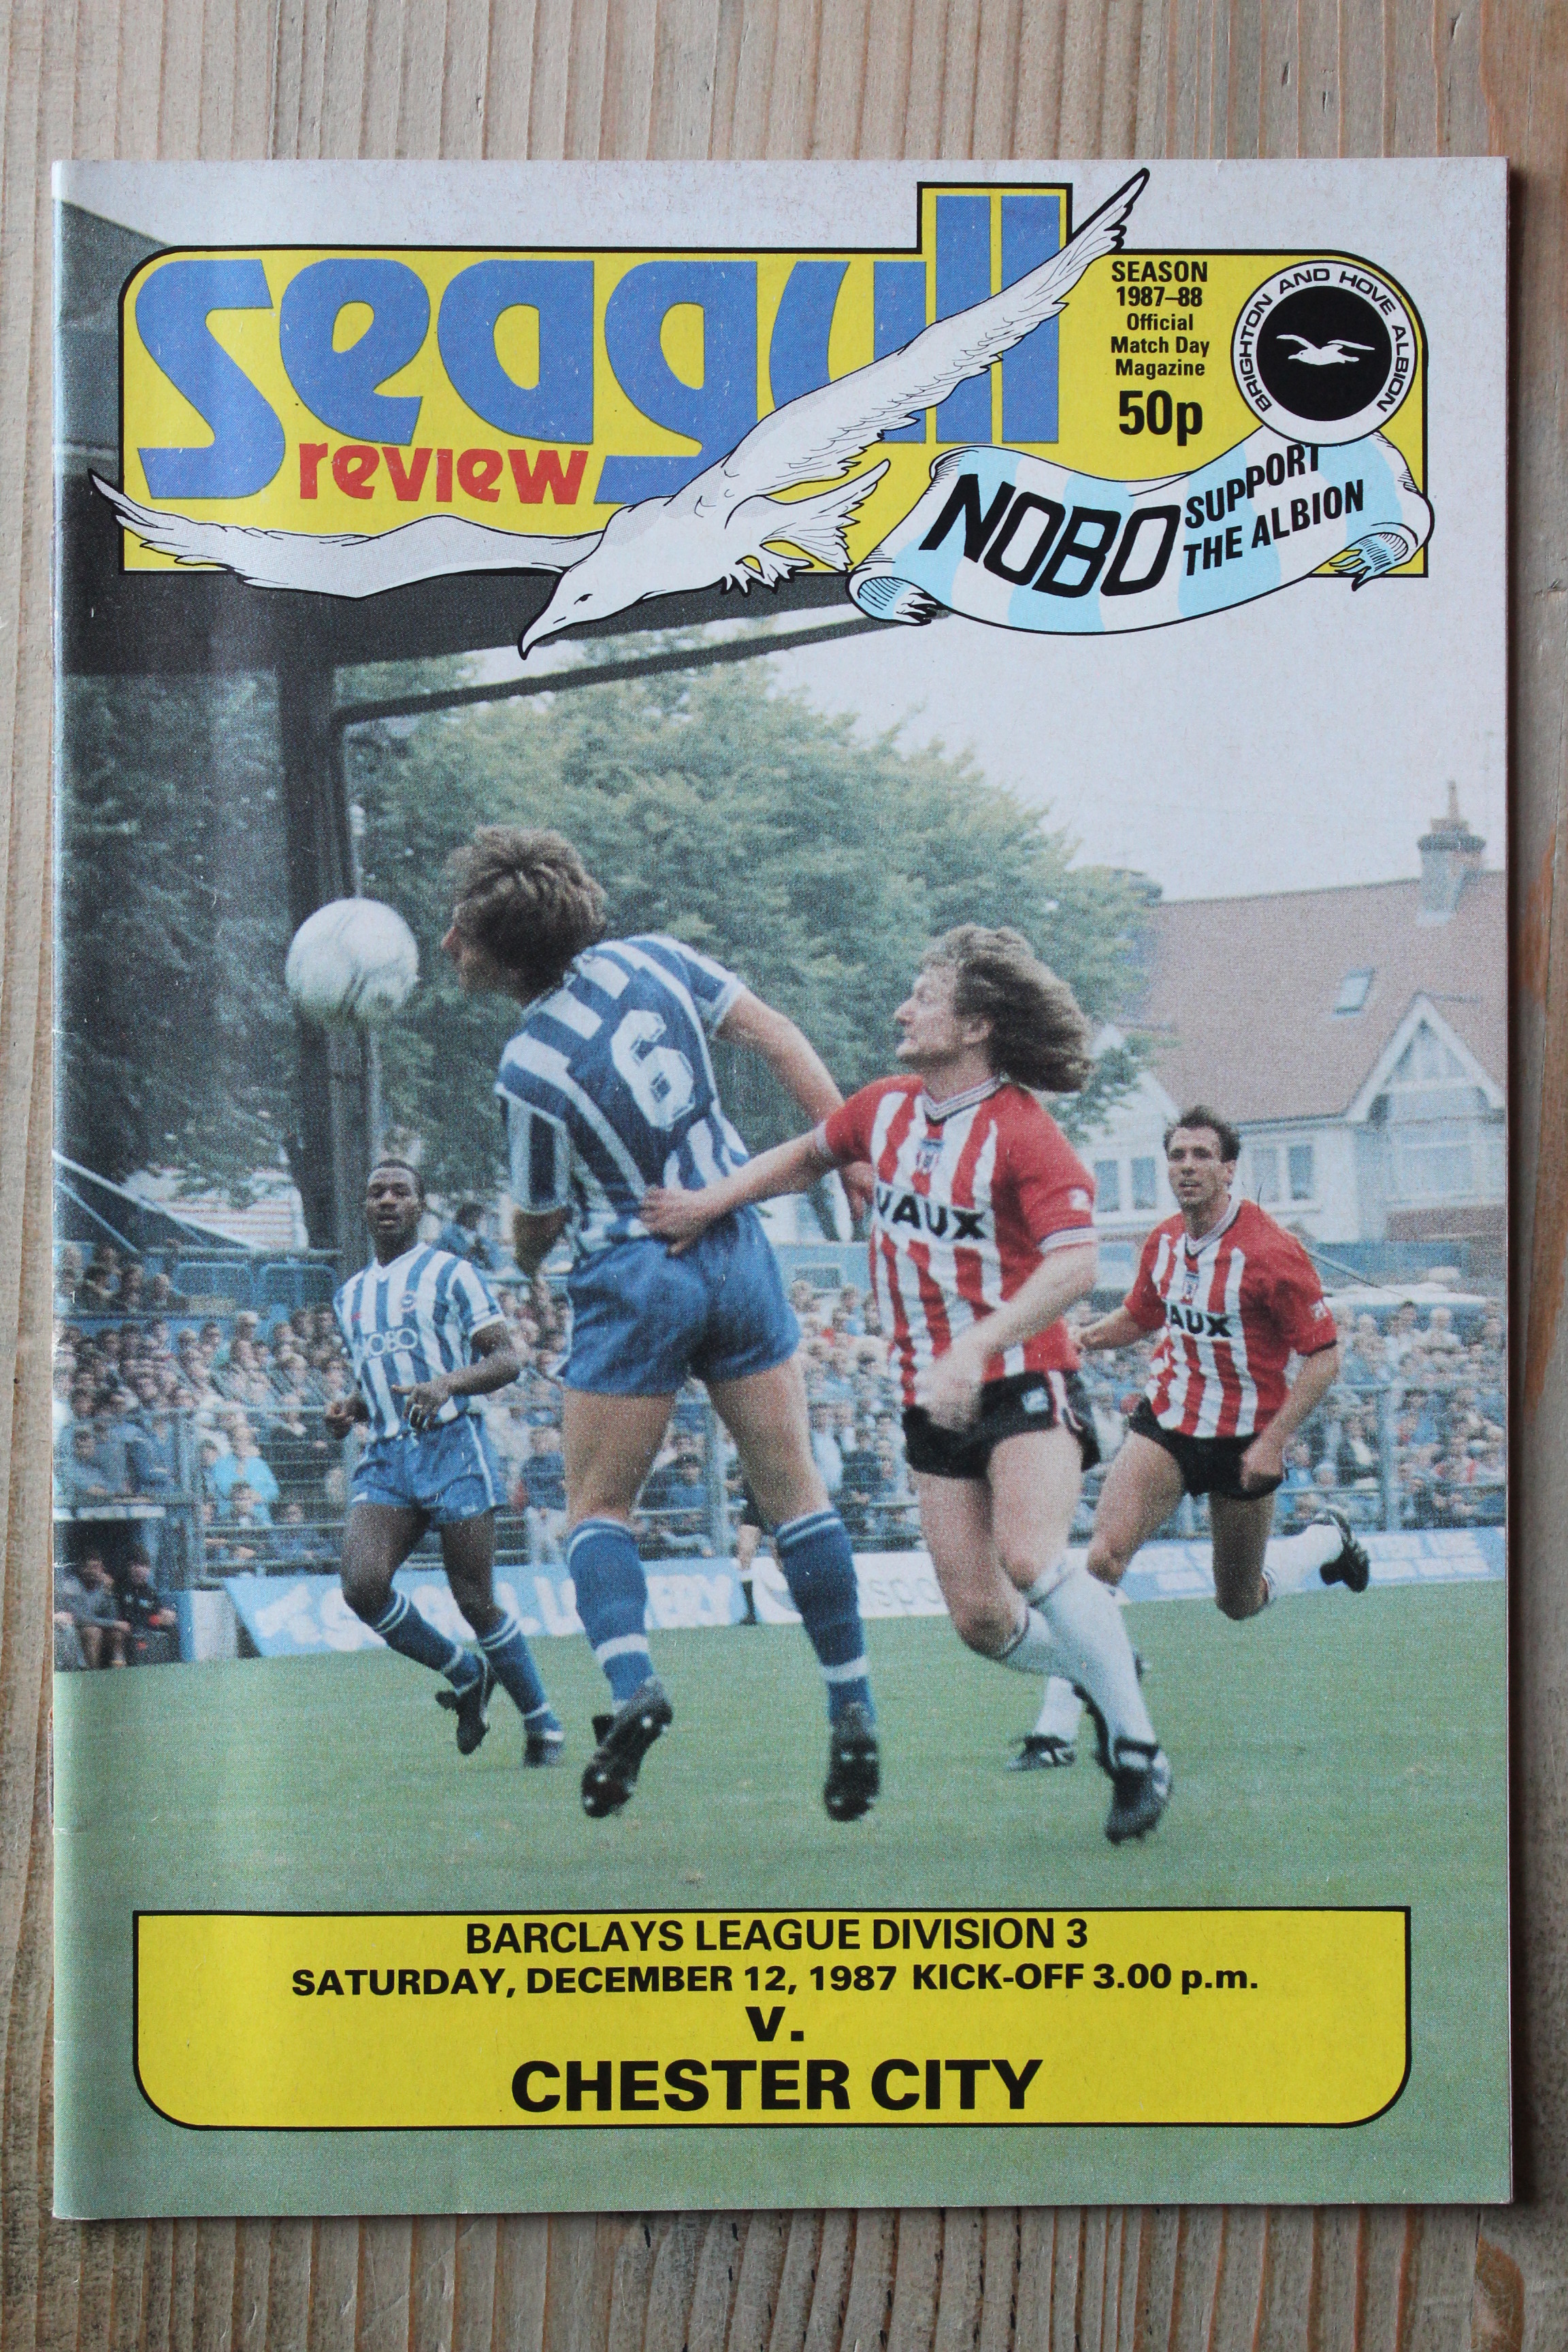 seagull
review
SEASON
1987–88
Official
Match Day
Magazine
50p
BRIGHTON AND HOVE ALBION
NOBO SUPPORT
THE ALBION
6
NOBO
VAUX
AUX
BARCLAYS LEAGUE DIVISION 3
SATURDAY, DECEMBER 12, 1987 KICK-OFF 3.00 p.m.
v.
CHESTER CITY